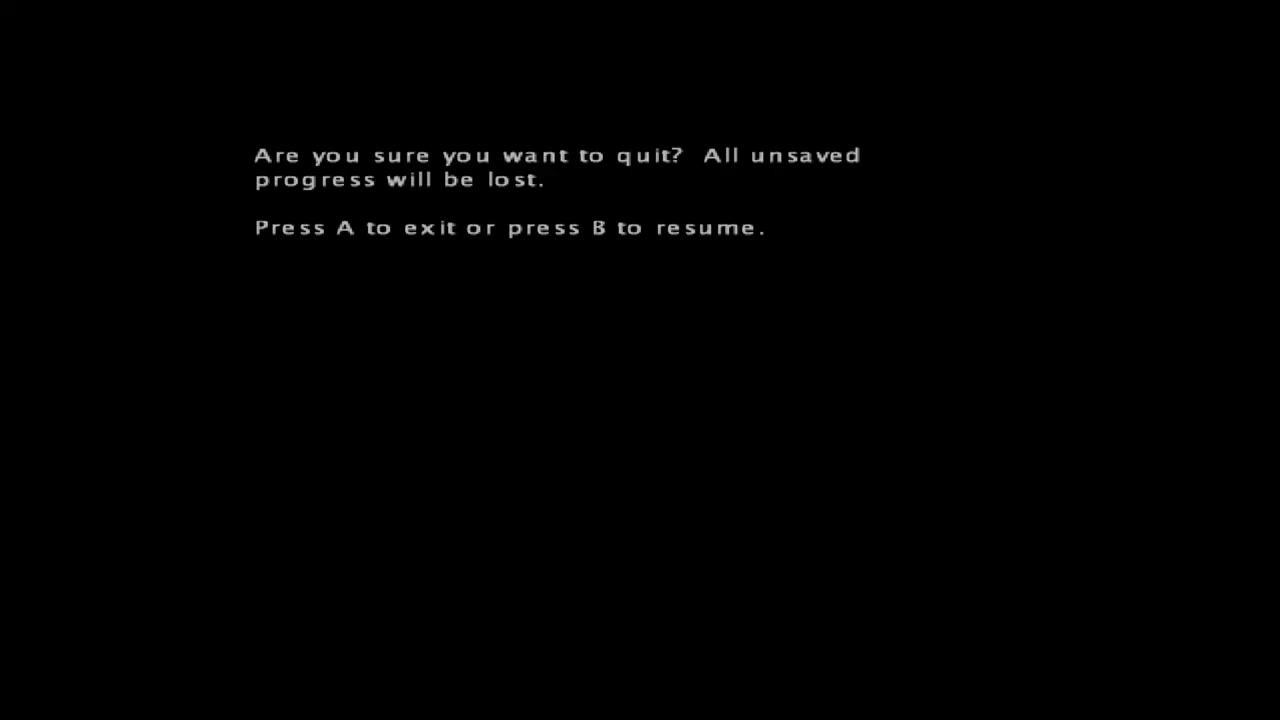 Are you sure you want to quit?  All unsaved
progress will be lost.
Press A to exit or press B to resume.